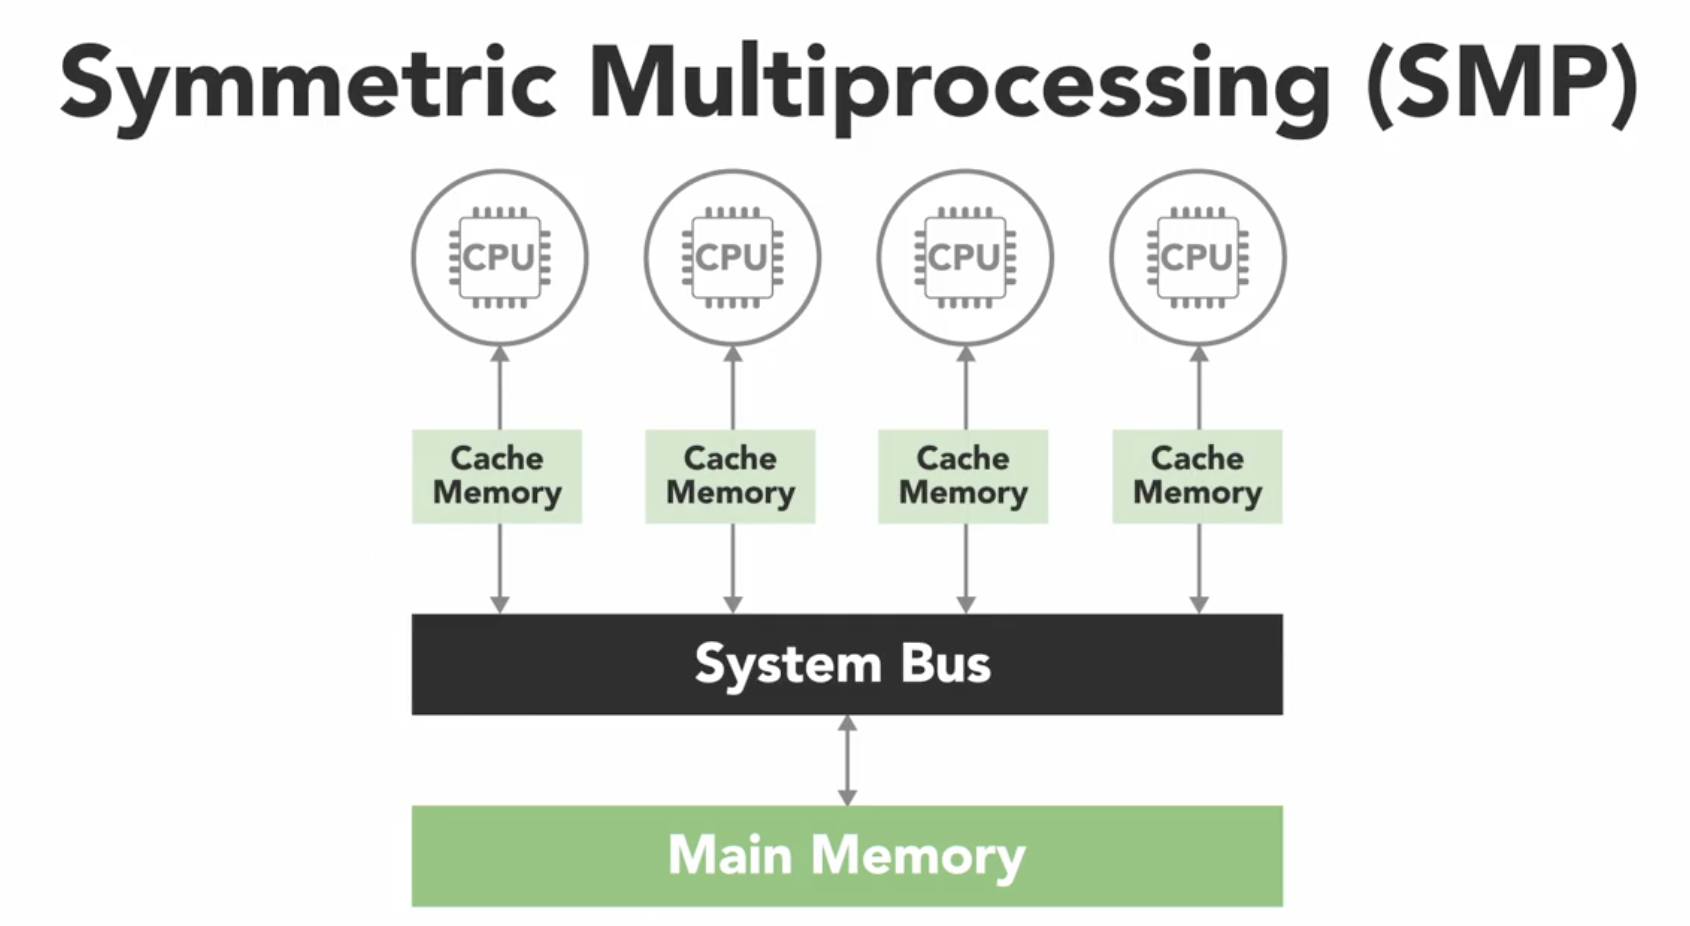 Symmetric Multiprocessing (SMP)
CPU CPU CPU CPU
Cache Cache Cache Cache
Memory Memory Memory Memory
System Bus
Main Memory